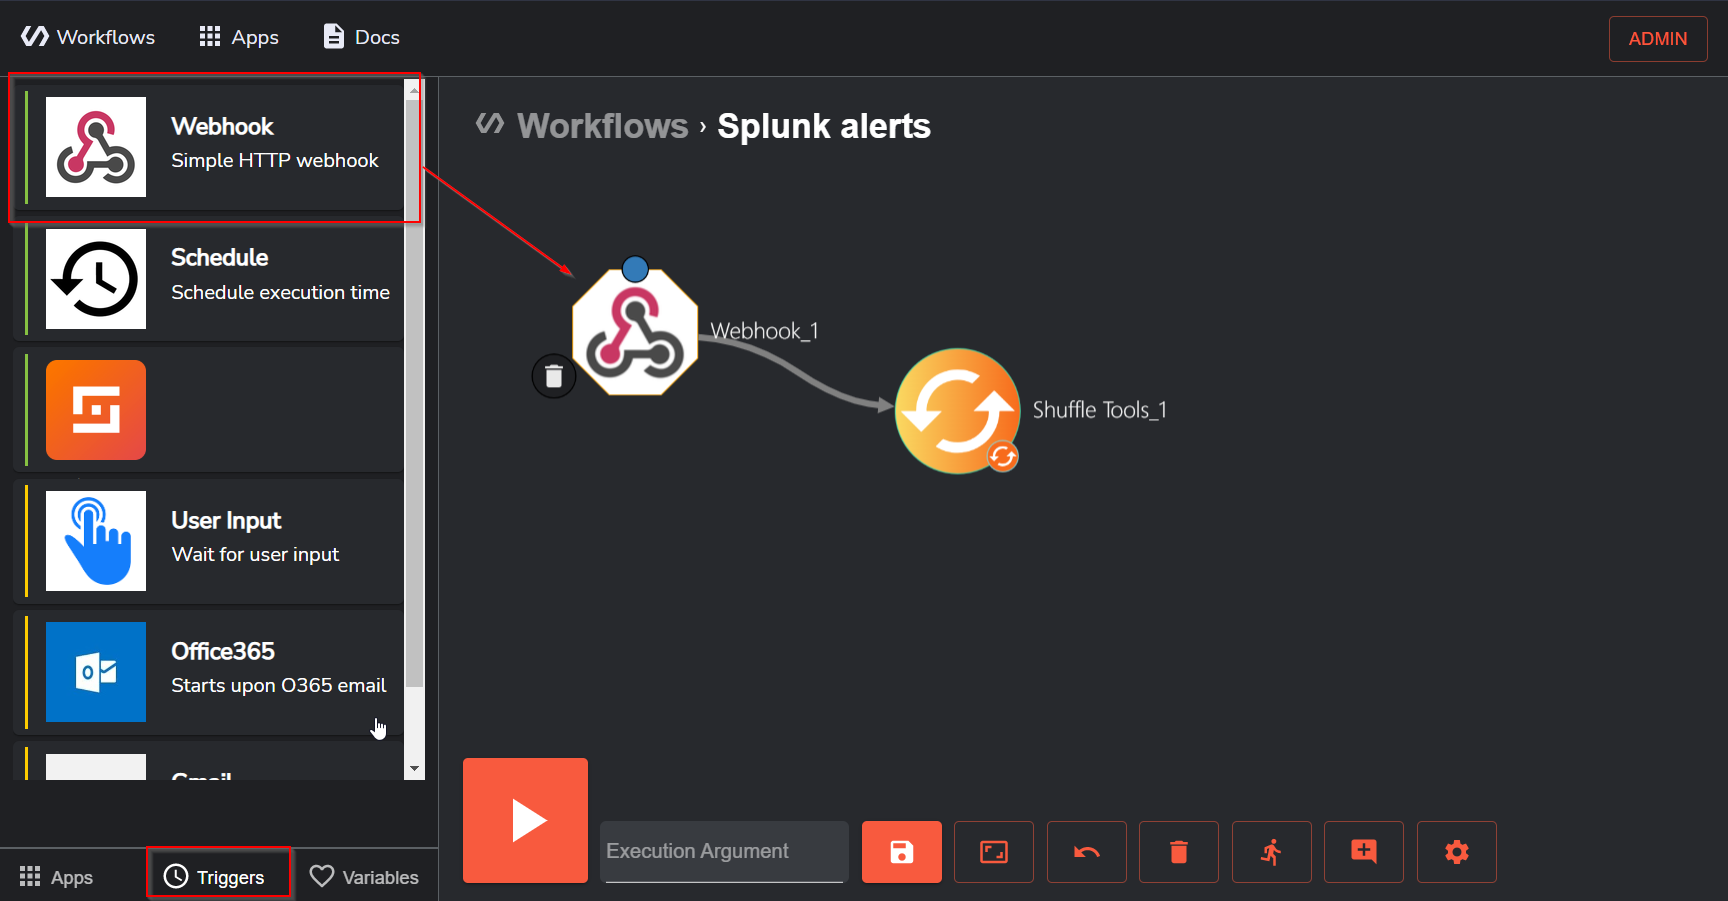 Workflows
Apps
Docs
ADMIN
Webhook
Simple HTTP webhook
Schedule
Schedule execution time
User Input
Wait for user input
Office365
Starts upon O365 email
Gmail
Workflows › Splunk alerts
Webhook_1
Shuffle Tools_1
Execution Argument
Apps
Triggers
Variables